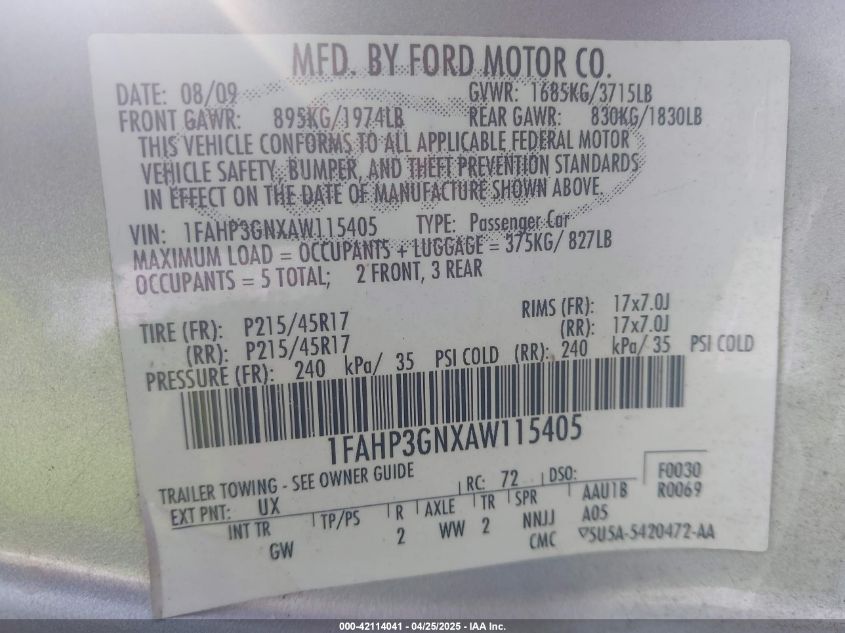 MFD. BY FORD MOTOR CO.
DATE: 08/09 GVWR: 1685KG/3715LB
FRONT GAWR: 895KG/1974LB REAR GAWR: 830KG/1830LB
THIS VEHICLE CONFORMS TO ALL APPLICABLE FEDERAL MOTOR
VEHICLE SAFETY, BUMPER, AND THEFT PREVENTION STANDARDS
IN EFFECT ON THE DATE OF MANUFACTURE SHOWN ABOVE.
VIN: 1FAHP3GNXAW115405 TYPE: Passenger Car
MAXIMUM LOAD = OCCUPANTS + LUGGAGE = 375KG/ 827LB
OCCUPANTS = 5 TOTAL; 2 FRONT, 3 REAR
TIRE (FR): P215/45R17 RIMS (FR): 17x7.0J
(RR): P215/45R17 (RR): 17x7.0J
PRESSURE (FR): 240 kPa/ 35 PSI COLD (RR): 240 kPa/ 35 PSI COLD
1FAHP3GNXAW115405
TRAILER TOWING - SEE OWNER GUIDE
EXT PNT: UX RC: 72 DSO: F0030
INT TR TP/PS R AXLE TR SPR AAU1B R0069
GW 2 WW 2 NNJJ A05
CMC ▽5U5A-5420472-AA
000-42114041 - 04/25/2025 - IAA Inc.